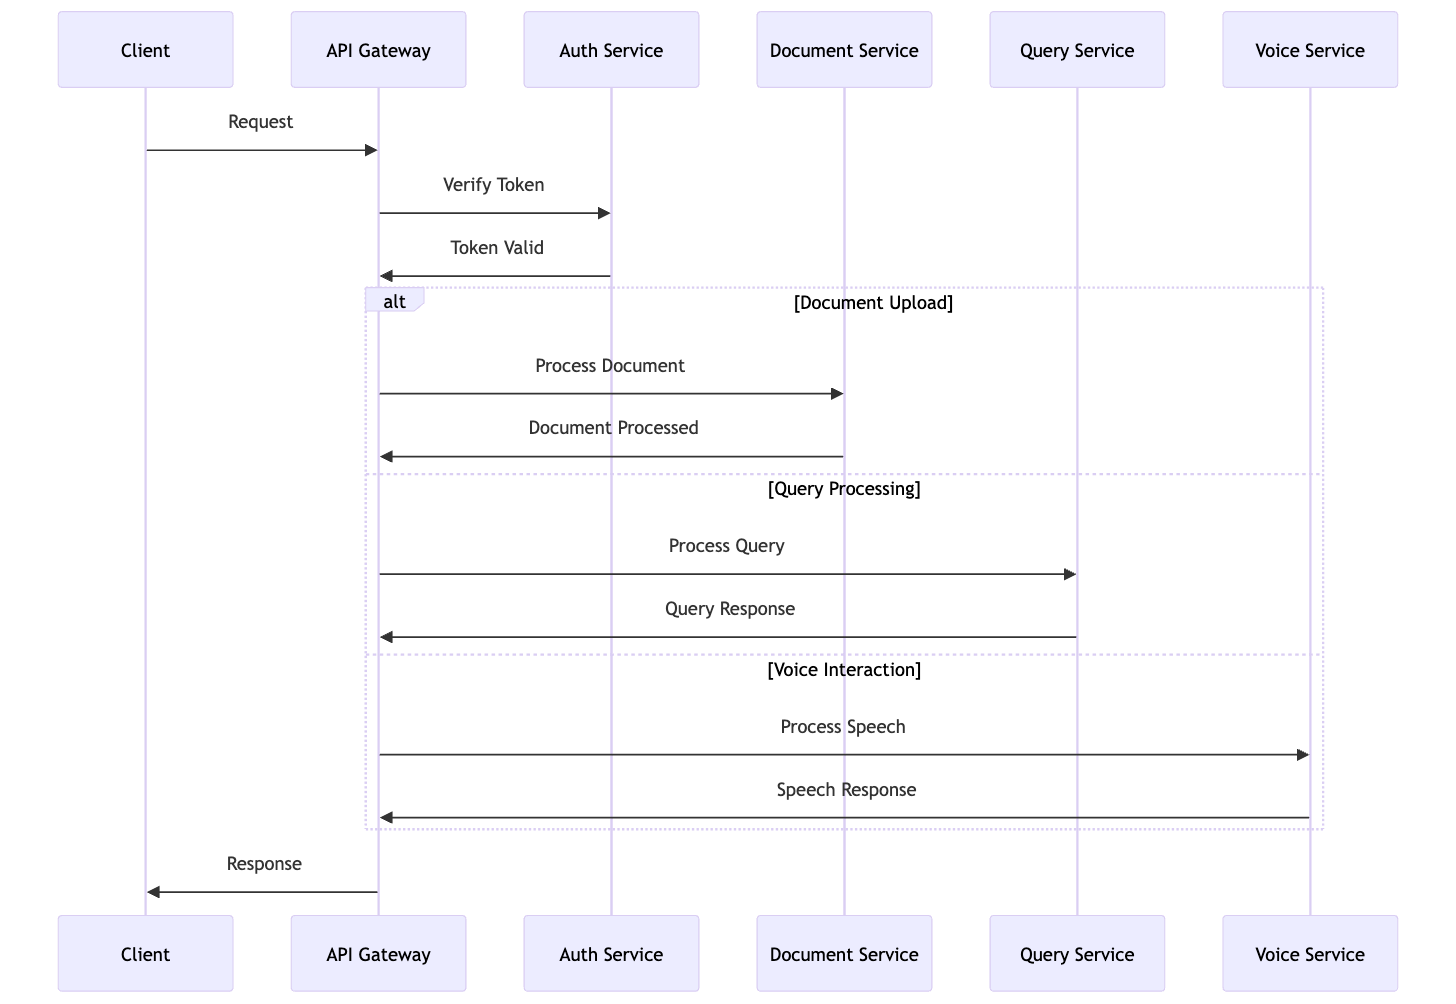 Client
API Gateway
Auth Service
Document Service
Query Service
Voice Service
Request
Verify Token
Token Valid
alt
[Document Upload]
Process Document
Document Processed
[Query Processing]
Process Query
Query Response
[Voice Interaction]
Process Speech
Speech Response
Response
Client
API Gateway
Auth Service
Document Service
Query Service
Voice Service